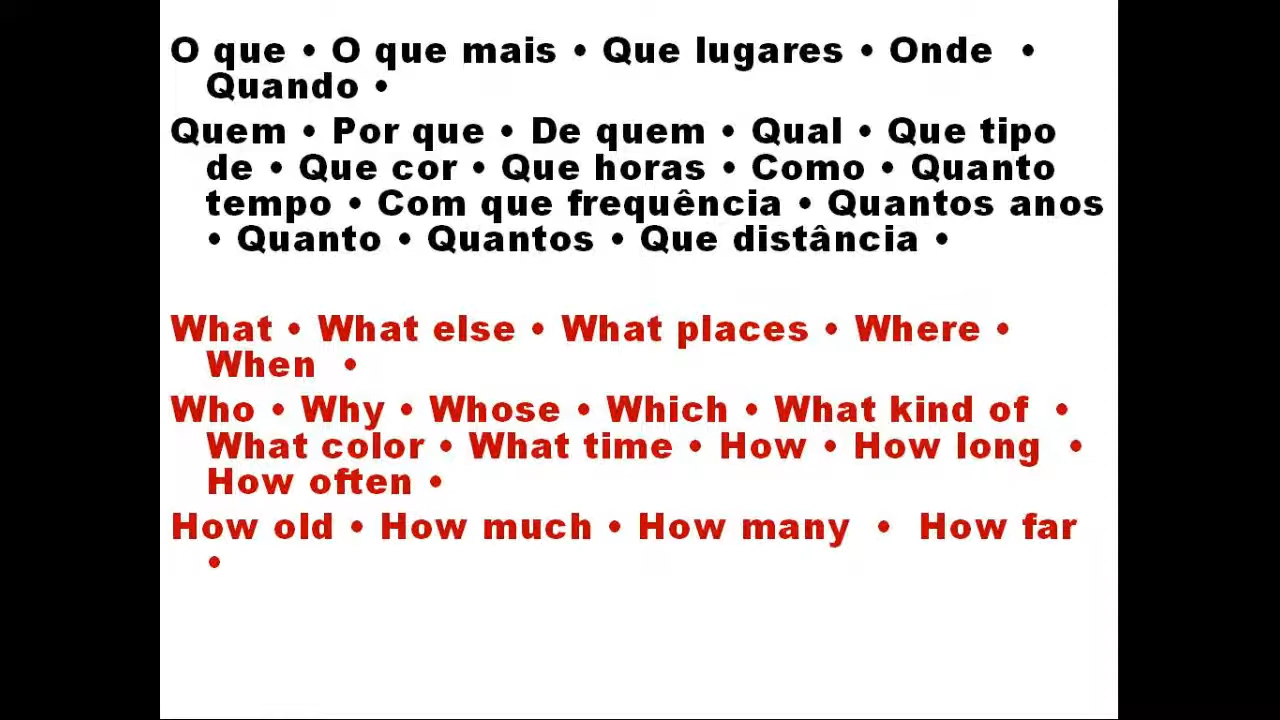 O que • O que mais • Que lugares • Onde •
Quando •
Quem • Por que • De quem • Qual • Que tipo
de • Que cor • Que horas • Como • Quanto
tempo • Com que frequência • Quantos anos
• Quanto • Quantos • Que distância •
What • What else • What places • Where •
When •
Who • Why • Whose • Which • What kind of •
What color • What time • How • How long •
How often •
How old • How much • How many • How far
•